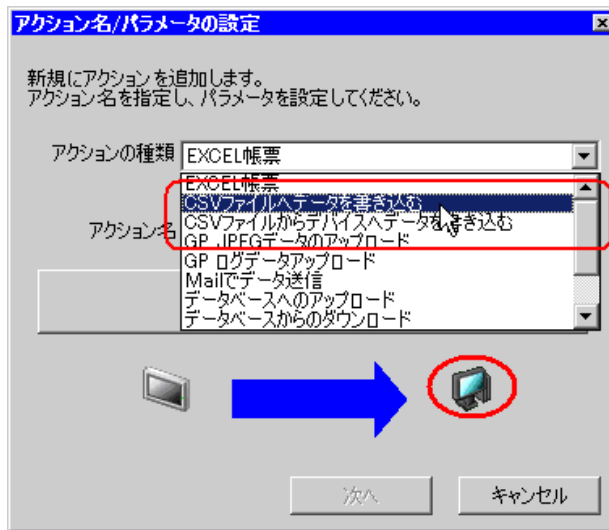 アクション名/パラメータの設定
新規にアクションを追加します。
アクション名を指定し、パラメータを設定してください。
アクションの種類 EXCEL帳票
EXCEL帳票
CSVファイルへデータを書き込む
アクション名 CSVファイルからデバイスへデータを書き込む
GP JPEGデータのアップロード
GP ログデータアップロード
Mailでデータ送信
データベースへのアップロード
データベースからのダウンロード
次へ キャンセル